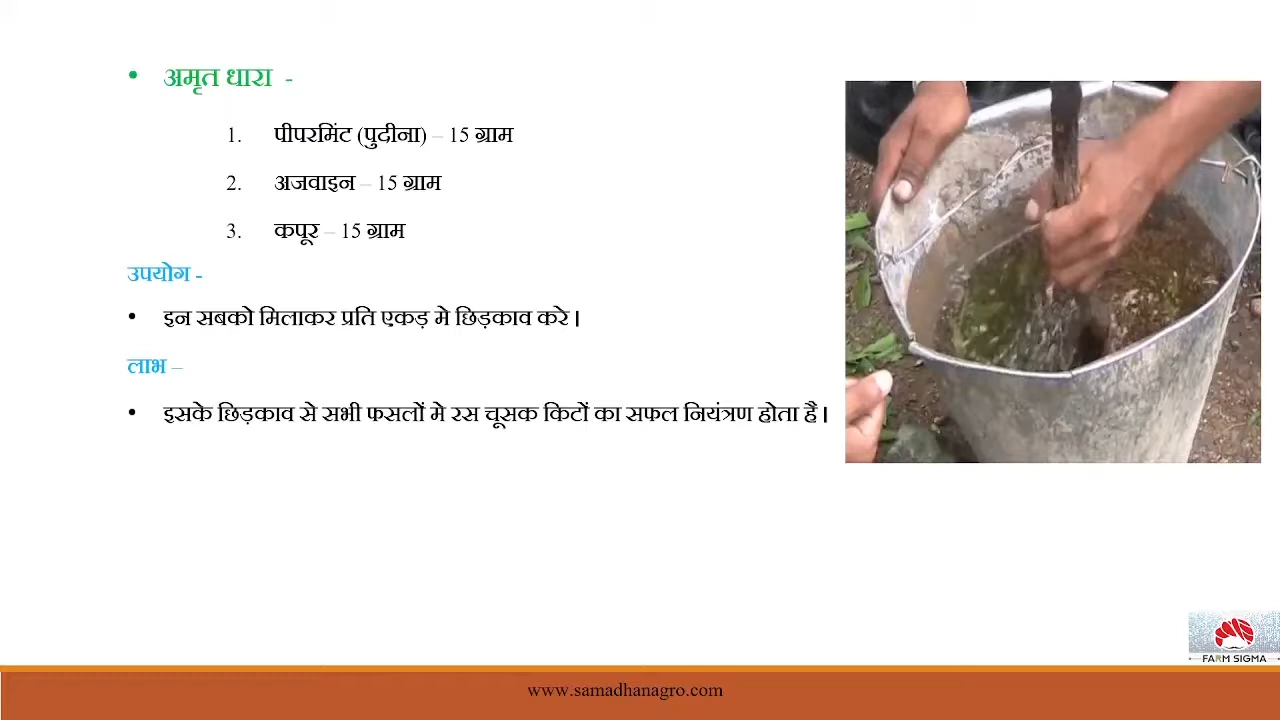 • अमृत धारा -
1. पीपरमिंट (पुदीना) – 15 ग्राम
2. अजवाइन – 15 ग्राम
3. कपूर – 15 ग्राम
उपयोग -
• इन सबको मिलाकर प्रति एकड़ मे छिड़काव करे ।
लाभ –
• इसके छिड़काव से सभी फसलों मे रस चूसक किटों का सफल नियंत्रण होता है ।
FARM SIGMA
www.samadhanagro.com